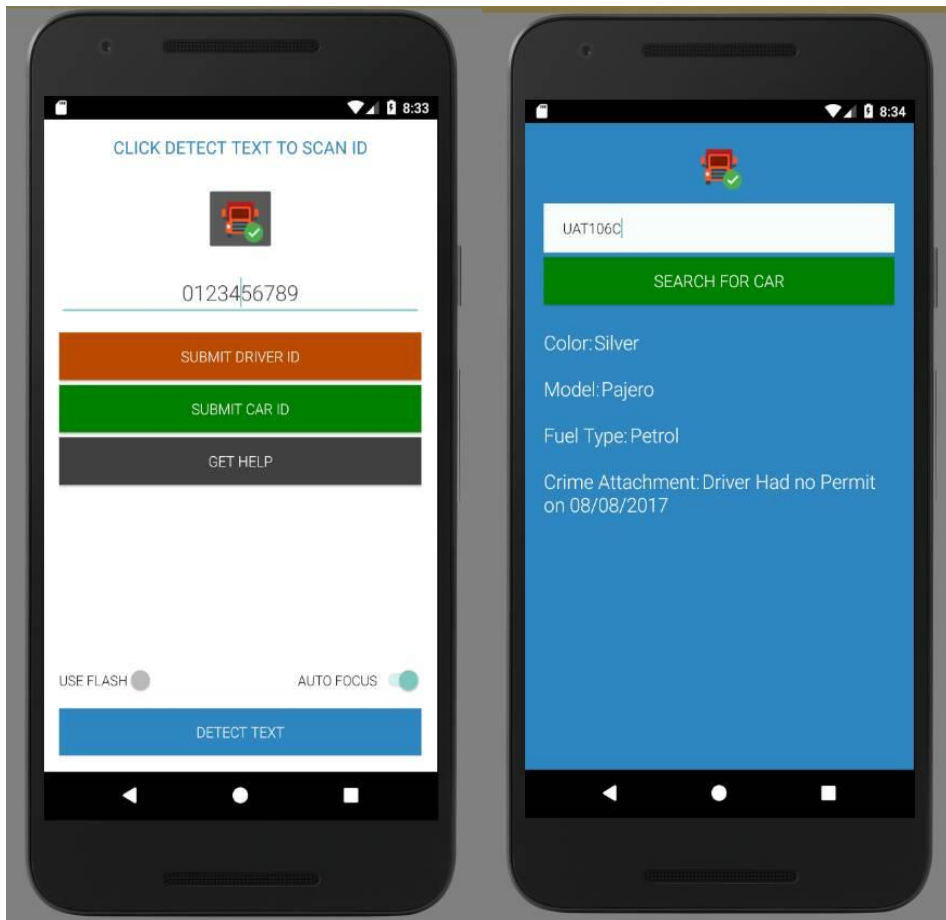 8:33
CLICK DETECT TEXT TO SCAN ID
0123456789
SUBMIT DRIVER ID
SUBMIT CAR ID
GET HELP
USE FLASH
AUTO FOCUS
DETECT TEXT
8:34
UAT106C
SEARCH FOR CAR
Color:Silver
Model:Pajero
Fuel Type:Petrol
Crime Attachment:Driver Had no Permit
on 08/08/2017